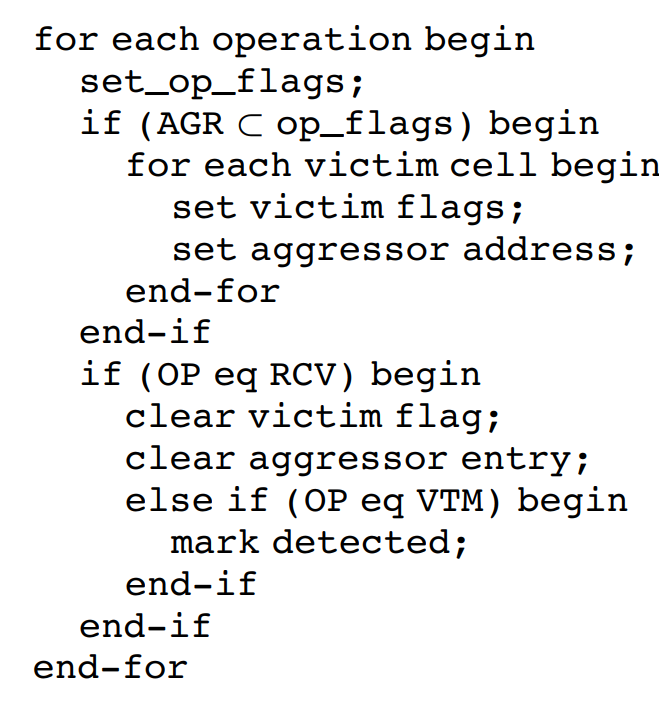 for each operation begin
set_op_flags;
if (AGR ⊂ op_flags) begin
for each victim cell begin
set victim flags;
set aggressor address;
end-for
end-if
if (OP eq RCV) begin
clear victim flag;
clear aggressor entry;
else if (OP eq VTM) begin
mark detected;
end-if
end-if
end-for